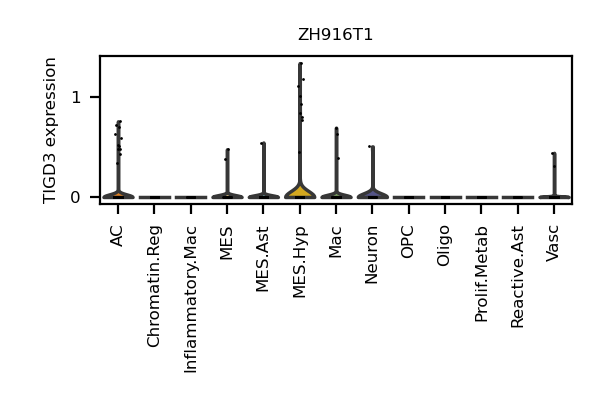 ZH916T1
TIGD3 expression
1
0
AC
Chromatin.Reg
Inflammatory.Mac
MES
MES.Ast
MES.Hyp
Mac
Neuron
OPC
Oligo
Prolif.Metab
Reactive.Ast
Vasc